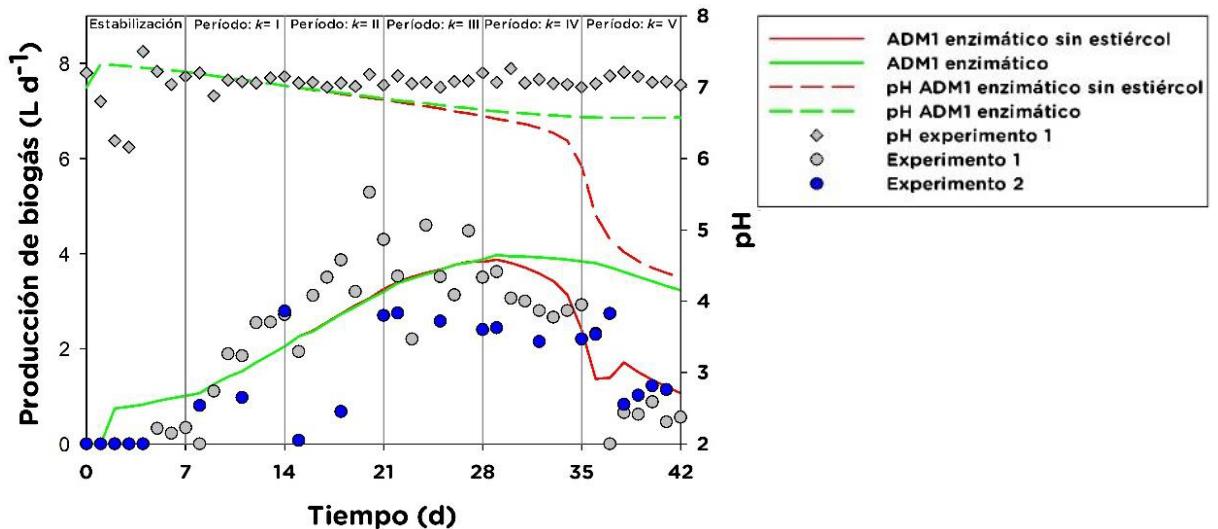 Estabilización
Período: k= I
Período: k= II
Período: k= III
Período: k= IV
Período: k= V
Producción de biogás (L d-1)
8
6
4
2
0
8
7
6
5
4
3
2
pH
0 7 14 21 28 35 42
Tiempo (d)
ADM1 enzimático sin estiércol
ADM1 enzimático
pH ADM1 enzimático sin estiércol
pH ADM1 enzimático
pH experimento 1
Experimento 1
Experimento 2